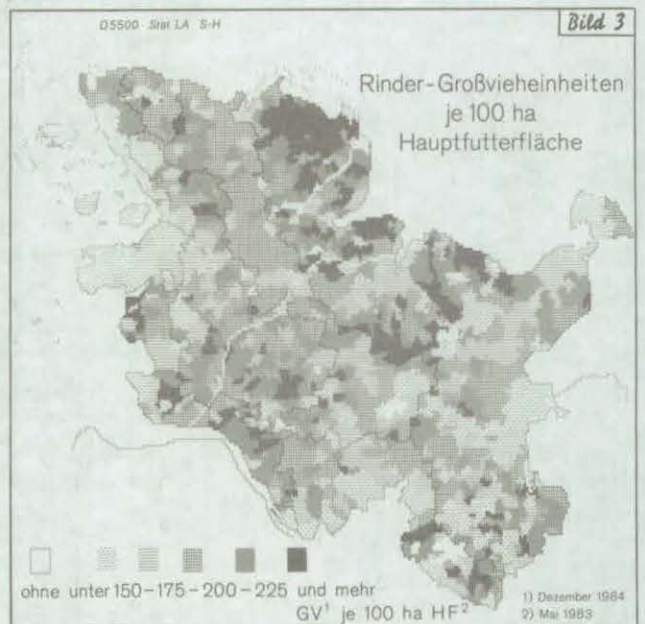 D5500 Stat LA S-H
Bild 3
Rinder-Großvieheinheiten
je 100 ha
Hauptfutterfläche
ohne unter 150-175-200-225 und mehr
GV¹ je 100 ha HF²
1) Dezember 1984
2) Mai 1983